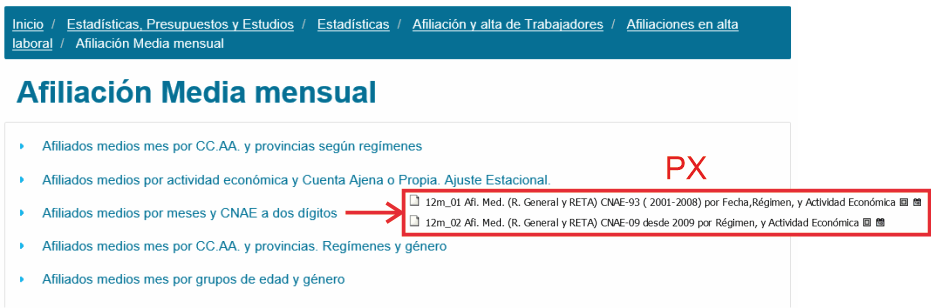 Inicio / Estadísticas, Presupuestos y Estudios / Estadísticas / Afiliación y alta de Trabajadores / Afiliaciones en alta
laboral / Afiliación Media mensual
Afiliación Media mensual
Afiliados medios mes por CC.AA. y provincias según regímenes
PX
Afiliados medios por actividad económica y Cuenta Ajena o Propia. Ajuste Estacional.
12m_01 Afi. Med. (R. General y RETA) CNAE-93 ( 2001-2008) por Fecha,Régimen, y Actividad Económica
Afiliados medios por meses y CNAE a dos dígitos
12m_02 Afi. Med. (R. General y RETA) CNAE-09 desde 2009 por Régimen, y Actividad Económica
Afiliados medios mes por CC.AA. y provincias. Regímenes y género
Afiliados medios mes por grupos de edad y género